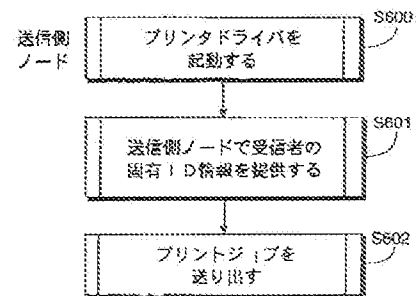 送信側
ノード
プリンタドライバを
起動する
S600
送信側ノードで受信者の
固有ID情報を提供する
S601
プリントジョブを
送り出す
S602